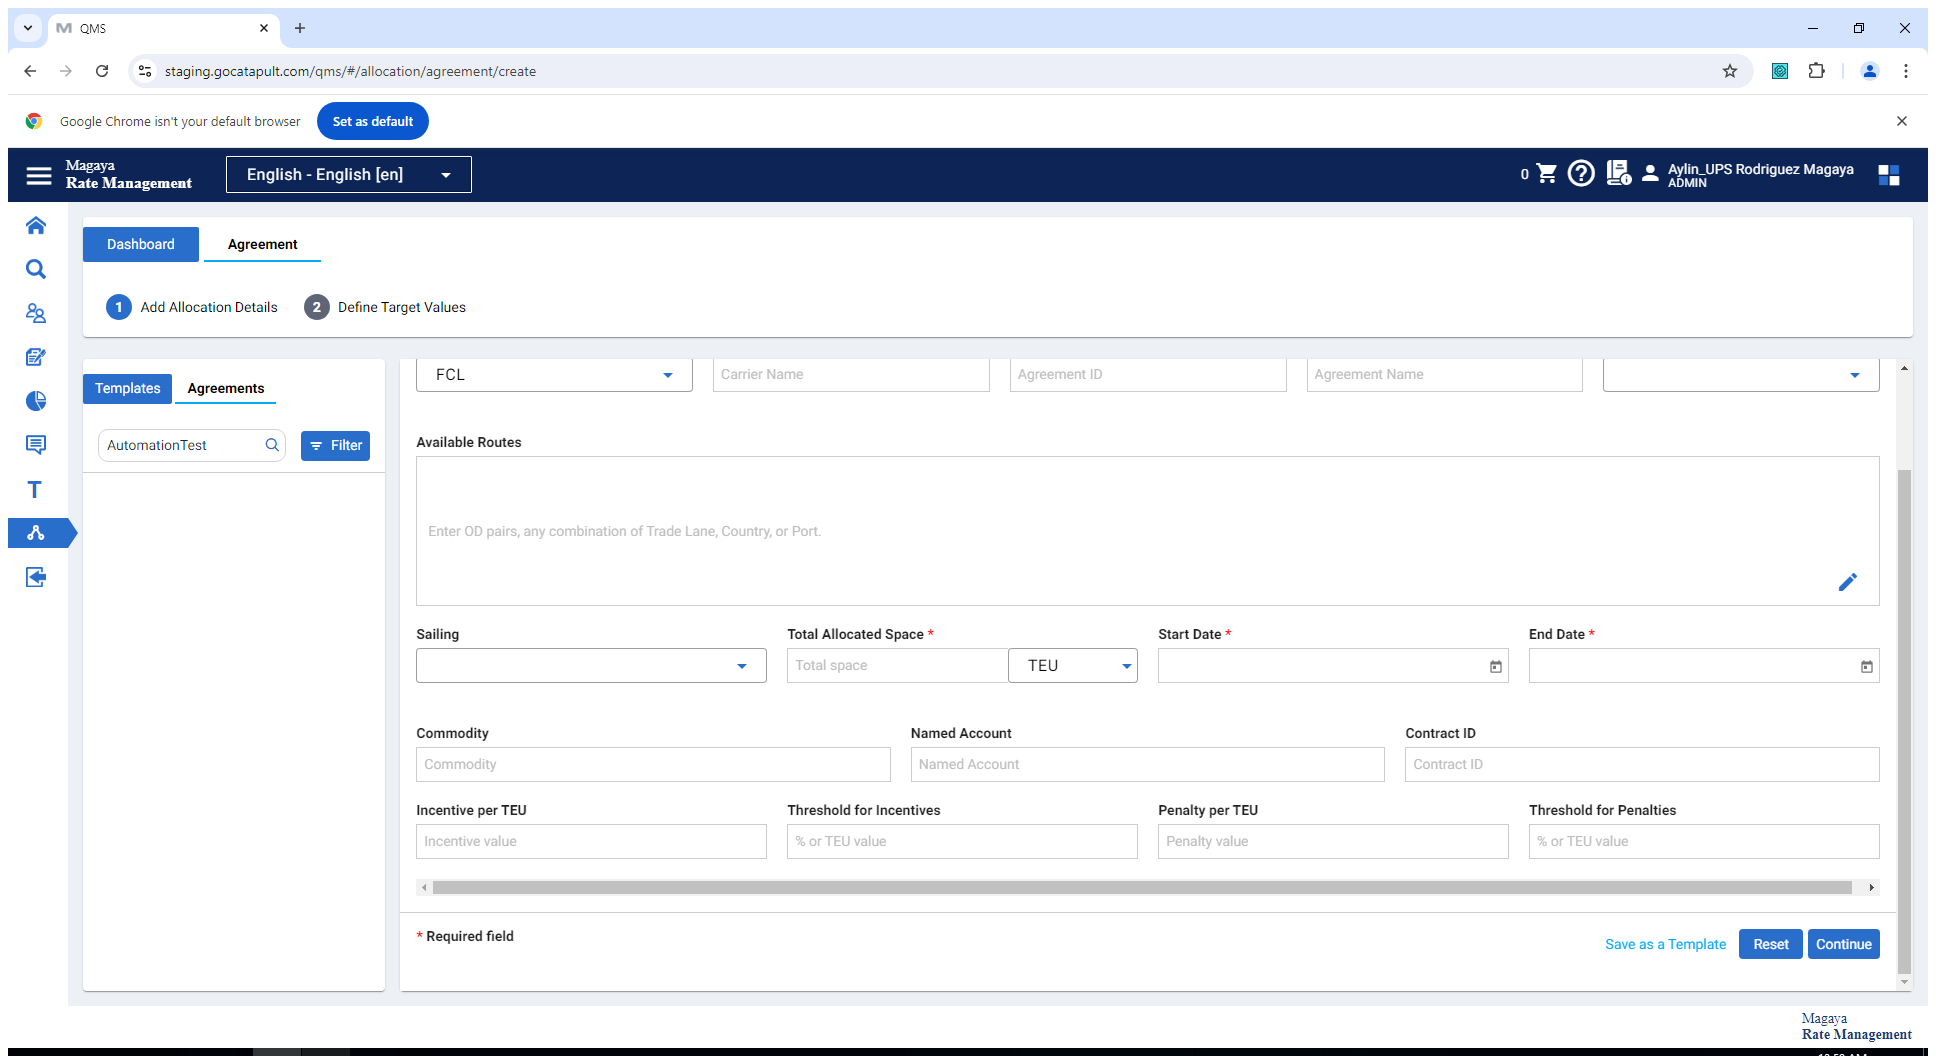 QMS
staging.gocatapult.com/qms/#/allocation/agreement/create
Google Chrome isn't your default browser
Set as default
Magaya
Rate Management
English - English [en]
0
Aylin_UPS Rodriguez Magaya
ADMIN
Dashboard
Agreement
1 Add Allocation Details
2 Define Target Values
Templates
Agreements
AutomationTest
Filter
T
FCL
Carrier Name
Agreement ID
Agreement Name
Available Routes
Enter OD pairs, any combination of Trade Lane, Country, or Port.
Sailing
Total Allocated Space *
Start Date *
End Date *
Total space
TEU
Commodity
Named Account
Contract ID
Commodity
Named Account
Contract ID
Incentive per TEU
Threshold for Incentives
Penalty per TEU
Threshold for Penalties
Incentive value
% or TEU value
Penalty value
% or TEU value
* Required field
Save as a Template
Reset
Continue
Magaya
Rate Management